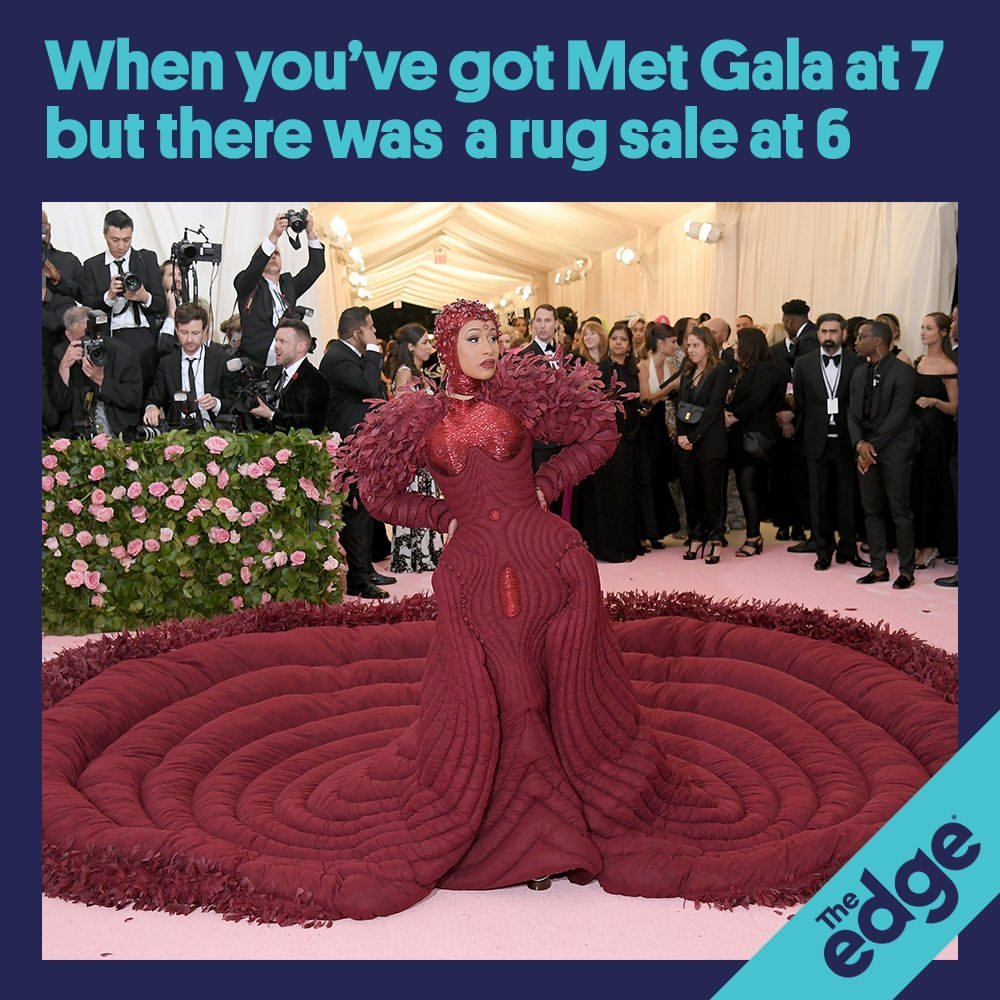 When you’ve got Met Gala at 7
but there was a rug sale at 6
The
edge